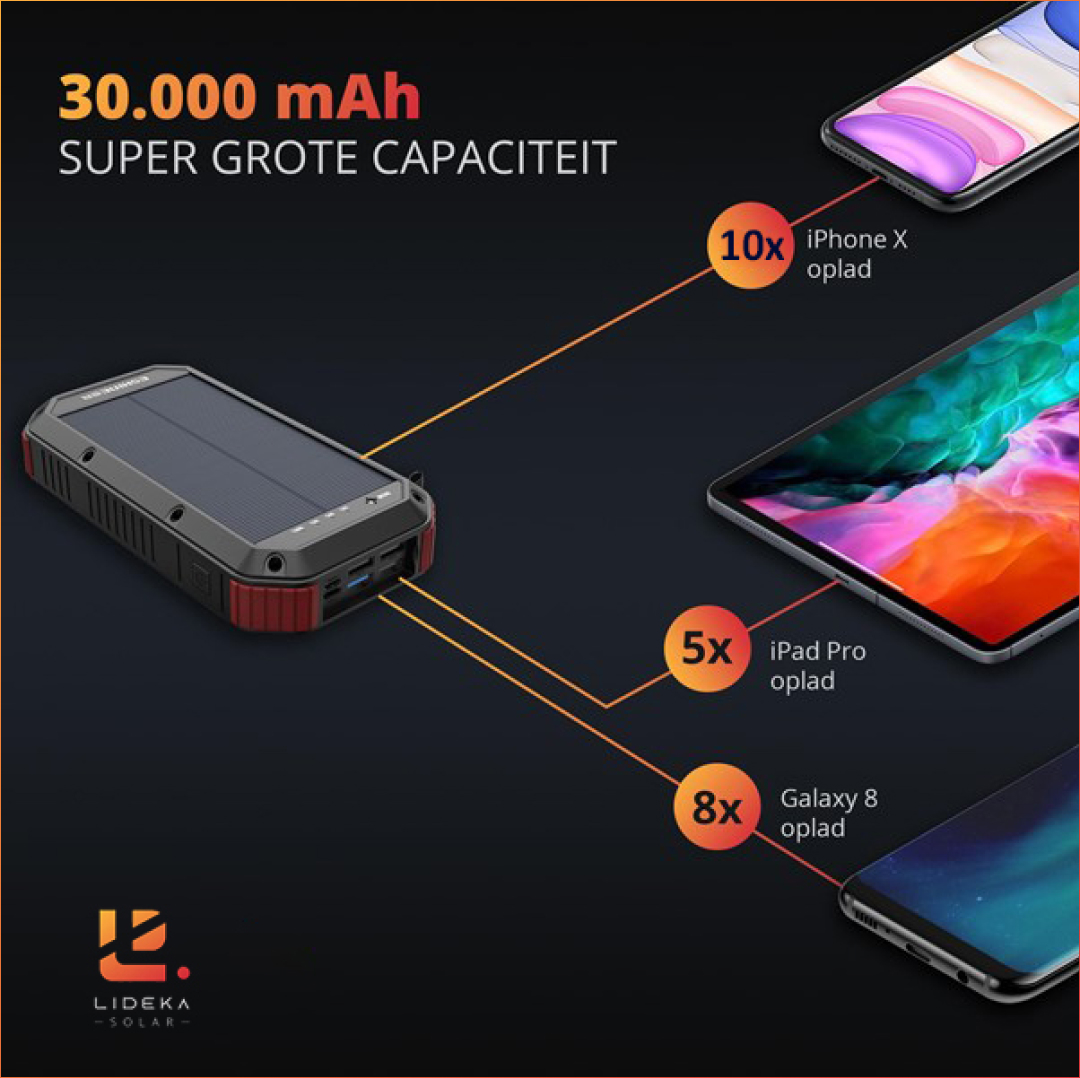 30.000 mAh
SUPER GROTE CAPACITEIT
10x
iPhone X
oplad
5x
iPad Pro
oplad
8x
Galaxy 8
oplad
LIDEKA
SOLAR